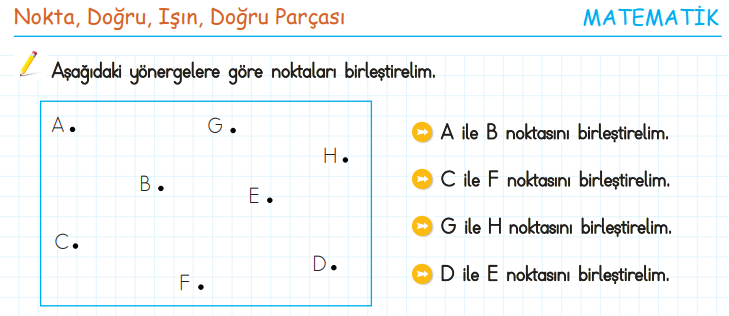 Nokta, Doğru, Işın, Doğru Parçası MATEMATİK
Aşağıdaki yönergelere göre noktaları birleştirelim.
A G
H
B E
C
F D
A ile B noktasını birleştirelim.
C ile F noktasını birleştirelim.
G ile H noktasını birleştirelim.
D ile E noktasını birleştirelim.